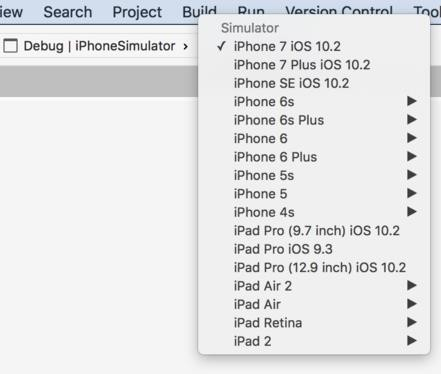 iew Search Project Build Run Version Control Tool
Debug | iPhoneSimulator ›
Simulator
✓ iPhone 7 iOS 10.2
iPhone 7 Plus iOS 10.2
iPhone SE iOS 10.2
iPhone 6s
iPhone 6s Plus
iPhone 6
iPhone 6 Plus
iPhone 5s
iPhone 5
iPhone 4s
iPad Pro (9.7 inch) iOS 10.2
iPad Pro iOS 9.3
iPad Pro (12.9 inch) iOS 10.2
iPad Air 2
iPad Air
iPad Retina
iPad 2